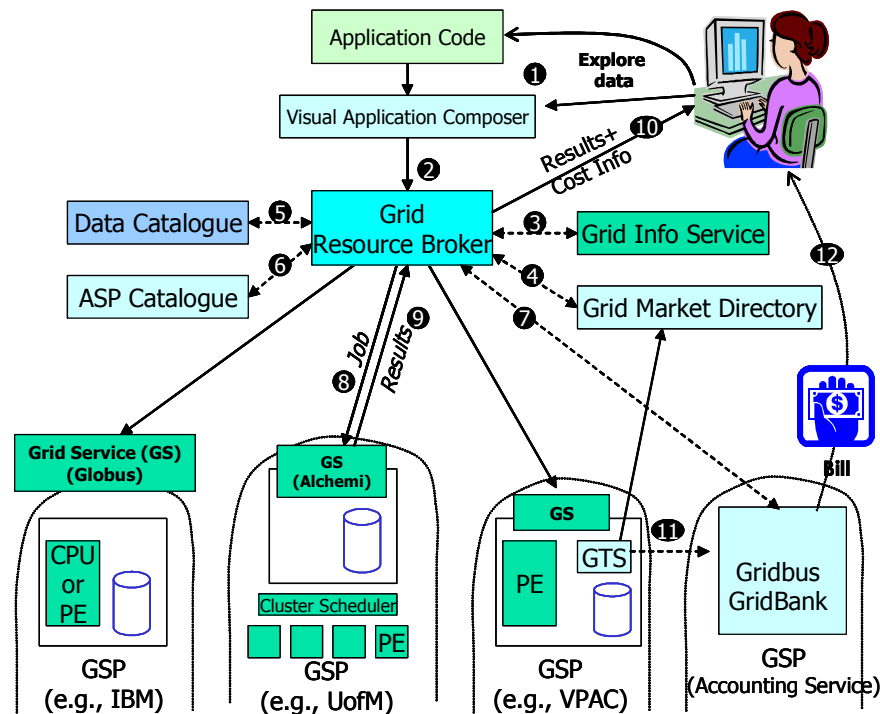 Application Code
Explore
data
1
Visual Application Composer
10
Results+
Cost Info
2
Data Catalogue
5
Grid
Resource Broker
3
Grid Info Service
6
4
12
ASP Catalogue
Grid Market Directory
7
9
Job
Results
8
$
Bill
Grid Service (GS)
(Globus)
GS
(Alchemi)
GS
11
CPU
or
PE
PE
GTS
Gridbus
GridBank
Cluster Scheduler
PE
GSP
(e.g., IBM)
GSP
(e.g., UofM)
GSP
(e.g., VPAC)
GSP
(Accounting Service)